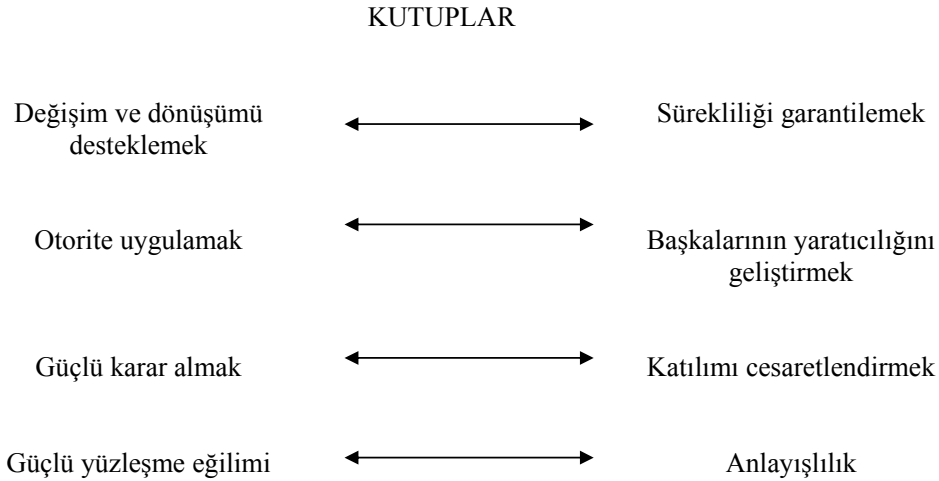 KUTUPLAR
Değişim ve dönüşümü
desteklemek
Sürekliliği garantilemek
Otorite uygulamak
Başkalarının yaratıcılığını
geliştirmek
Güçlü karar almak
Katılımı cesaretlendirmek
Güçlü yüzleşme eğilimi
Anlayışlılık